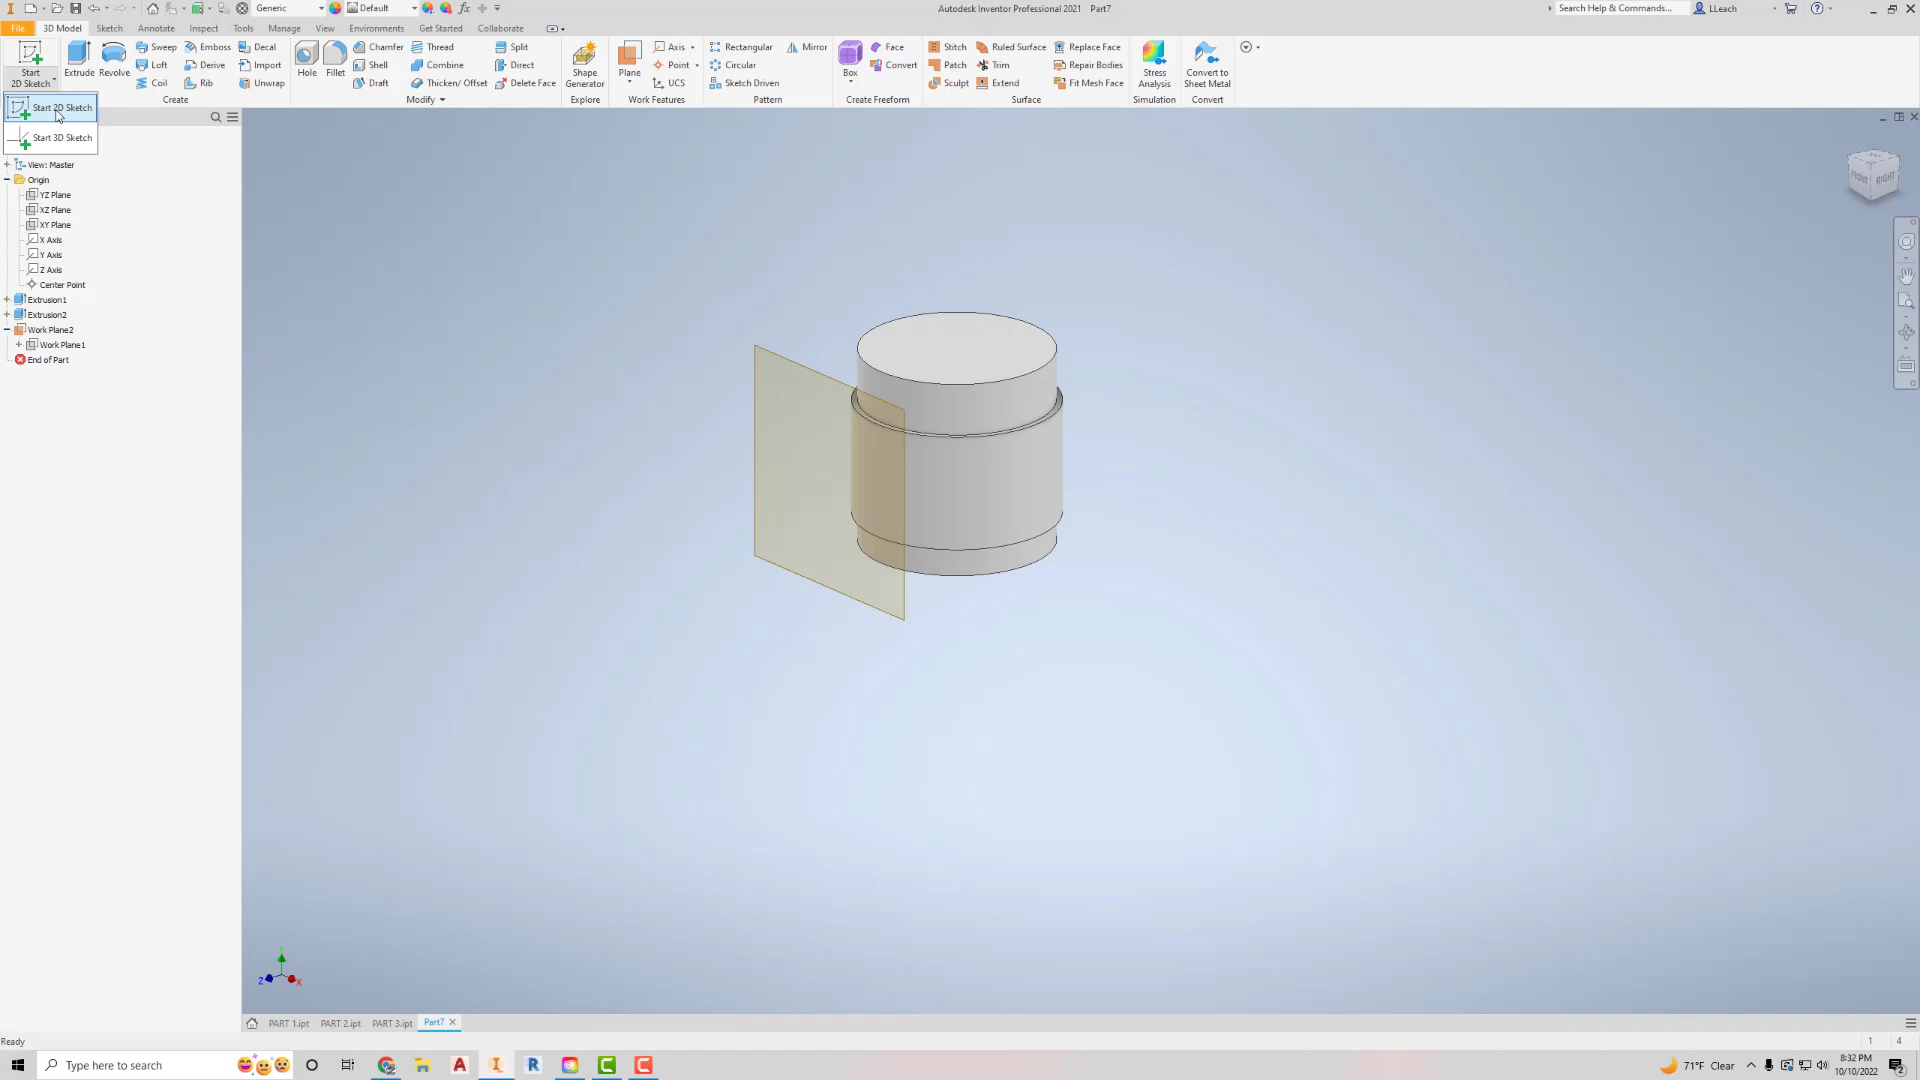 Generic
Default
Autodesk Inventor Professional 2021 Part7
Search Help & Commands...
LLeach
File
3D Model
Sketch
Annotate
Inspect
Tools
Manage
View
Environments
Get Started
Collaborate
Start
2D Sketch
Extrude
Revolve
Sweep
Loft
Coil
Emboss
Derive
Rib
Decal
Import
Unwrap
Create
Hole
Fillet
Chamfer
Shell
Draft
Thread
Combine
Thicken/ Offset
Split
Direct
Delete Face
Modify
Shape
Generator
Explore
Plane
Axis
Point
UCS
Work Features
Rectangular
Circular
Sketch Driven
Mirror
Pattern
Box
Face
Convert
Create Freeform
Stitch
Patch
Sculpt
Ruled Surface
Trim
Extend
Replace Face
Repair Bodies
Fit Mesh Face
Surface
Stress
Analysis
Simulation
Convert to
Sheet Metal
Convert
Start 2D Sketch
Start 3D Sketch
View: Master
Origin
YZ Plane
XZ Plane
XY Plane
X Axis
Y Axis
Z Axis
Center Point
Extrusion1
Extrusion2
Work Plane2
Work Plane1
End of Part
FRONT
RIGHT
Z
X
PART 1.ipt
PART 2.ipt
PART 3.ipt
Part7
Ready
1
4
Type here to search
71°F Clear
8:32 PM
10/10/2022